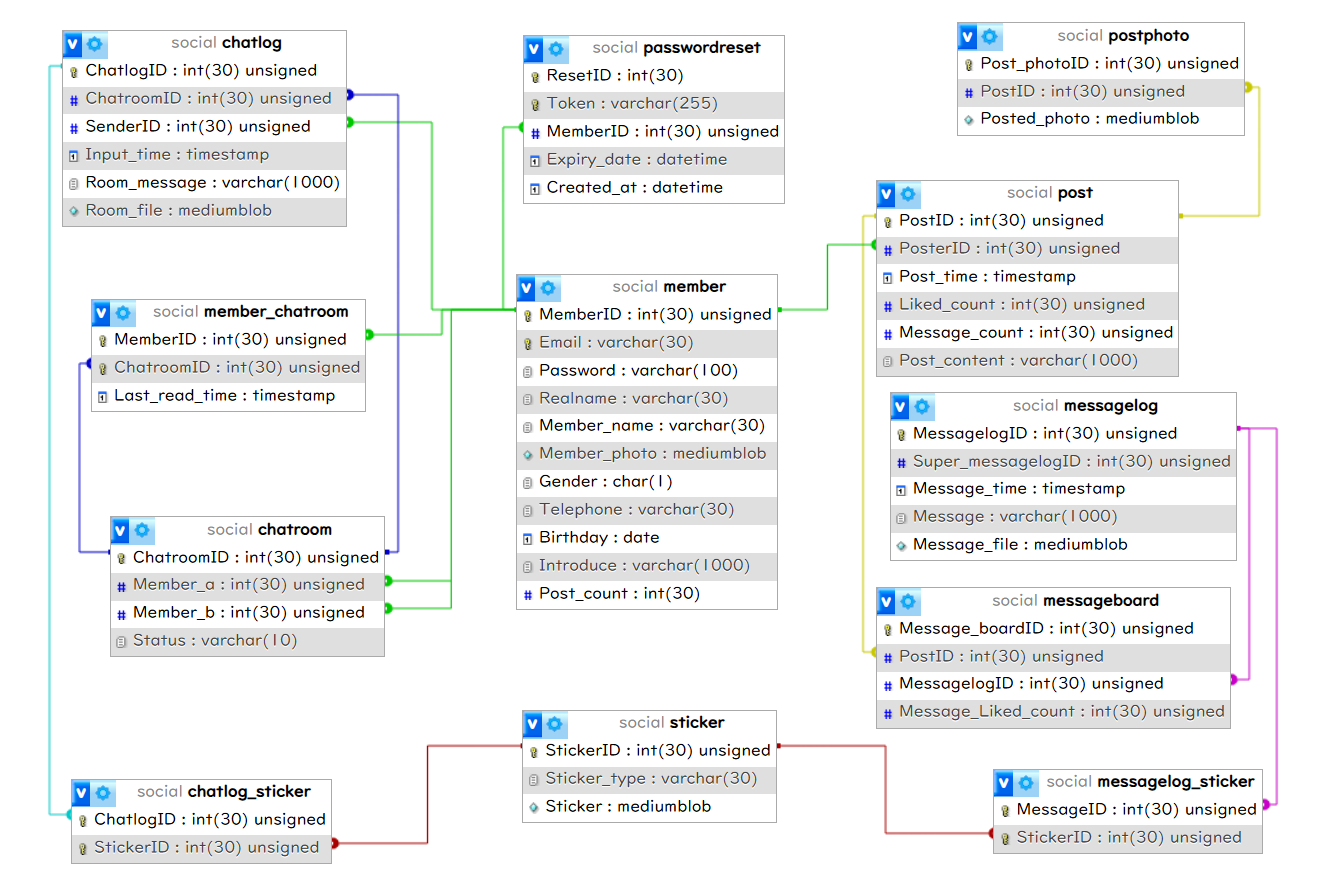 social chatlog
ChatlogID : int(30) unsigned
ChatroomID : int(30) unsigned
SenderID : int(30) unsigned
Input_time : timestamp
Room_message : varchar(1000)
Room_file : mediumblob
social passwordreset
ResetID : int(30)
Token : varchar(255)
MemberID : int(30) unsigned
Expiry_date : datetime
Created_at : datetime
social postphoto
Post_photoID : int(30) unsigned
PostID : int(30) unsigned
Posted_photo : mediumblob
social post
PostID : int(30) unsigned
PosterID : int(30) unsigned
Post_time : timestamp
Liked_count : int(30) unsigned
Message_count : int(30) unsigned
Post_content : varchar(1000)
social member_chatroom
MemberID : int(30) unsigned
ChatroomID : int(30) unsigned
Last_read_time : timestamp
social member
MemberID : int(30) unsigned
Email : varchar(30)
Password : varchar(100)
Realname : varchar(30)
Member_name : varchar(30)
Member_photo : mediumblob
Gender : char(1)
Telephone : varchar(30)
Birthday : date
Introduce : varchar(1000)
Post_count : int(30)
social messagelog
MessagelogID : int(30) unsigned
Super_messagelogID : int(30) unsigned
Message_time : timestamp
Message : varchar(1000)
Message_file : mediumblob
social chatroom
ChatroomID : int(30) unsigned
Member_a : int(30) unsigned
Member_b : int(30) unsigned
Status : varchar(10)
social messageboard
Message_boardID : int(30) unsigned
PostID : int(30) unsigned
MessagelogID : int(30) unsigned
Message_Liked_count : int(30) unsigned
social sticker
StickerID : int(30) unsigned
Sticker_type : varchar(30)
Sticker : mediumblob
social chatlog_sticker
ChatlogID : int(30) unsigned
StickerID : int(30) unsigned
social messagelog_sticker
MessageID : int(30) unsigned
StickerID : int(30) unsigned